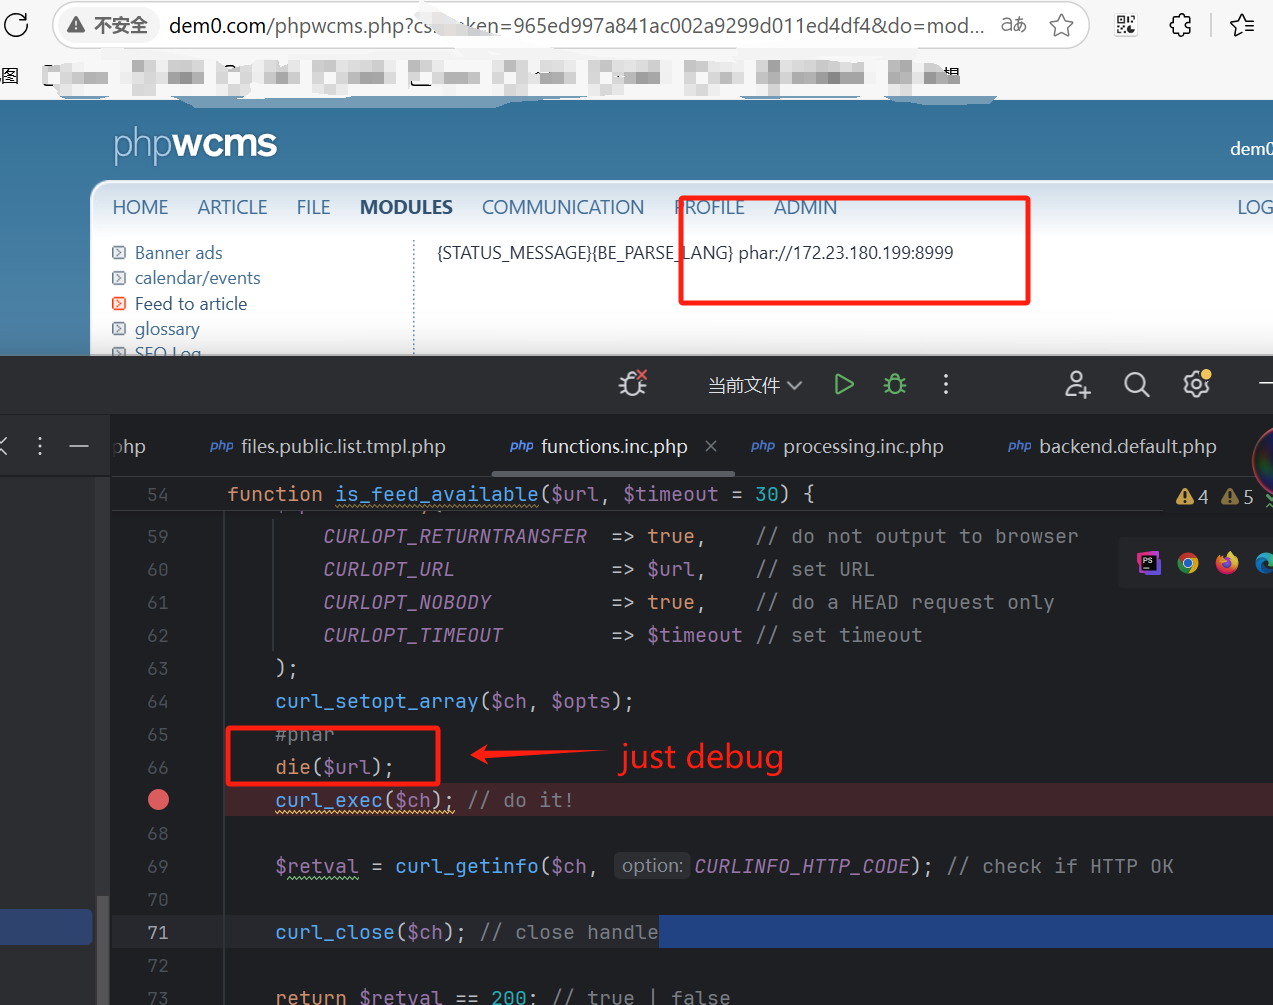 不安全 dem0.com/phpwcms.php?cs ken=965ed997a841ac002a9299d011ed4df4&do=mod... aあ
图
想
phpwcms
dem0
HOME ARTICLE FILE MODULES COMMUNICATION PROFILE ADMIN LOG
Banner ads
calendar/events
Feed to article
glossary
SEO Log
{STATUS_MESSAGE}{BE_PARSE_LANG} phar://172.23.180.199:8999
当前文件
php files.public.list.tmpl.php functions.inc.php processing.inc.php backend.default.php
54 function is_feed_available($url, $timeout = 30) { 4 5
59 CURLOPT_RETURNTRANSFER => true, // do not output to browser
60 CURLOPT_URL => $url, // set URL
61 CURLOPT_NOBODY => true, // do a HEAD request only
62 CURLOPT_TIMEOUT => $timeout // set timeout
63 );
64 curl_setopt_array($ch, $opts);
65 #phar
66 die($url);
just debug
curl_exec($ch); // do it!
68
69 $retval = curl_getinfo($ch, option: CURLINFO_HTTP_CODE); // check if HTTP OK
70
71 curl_close($ch); // close handle
72
73 return $retval == 200; // true | false